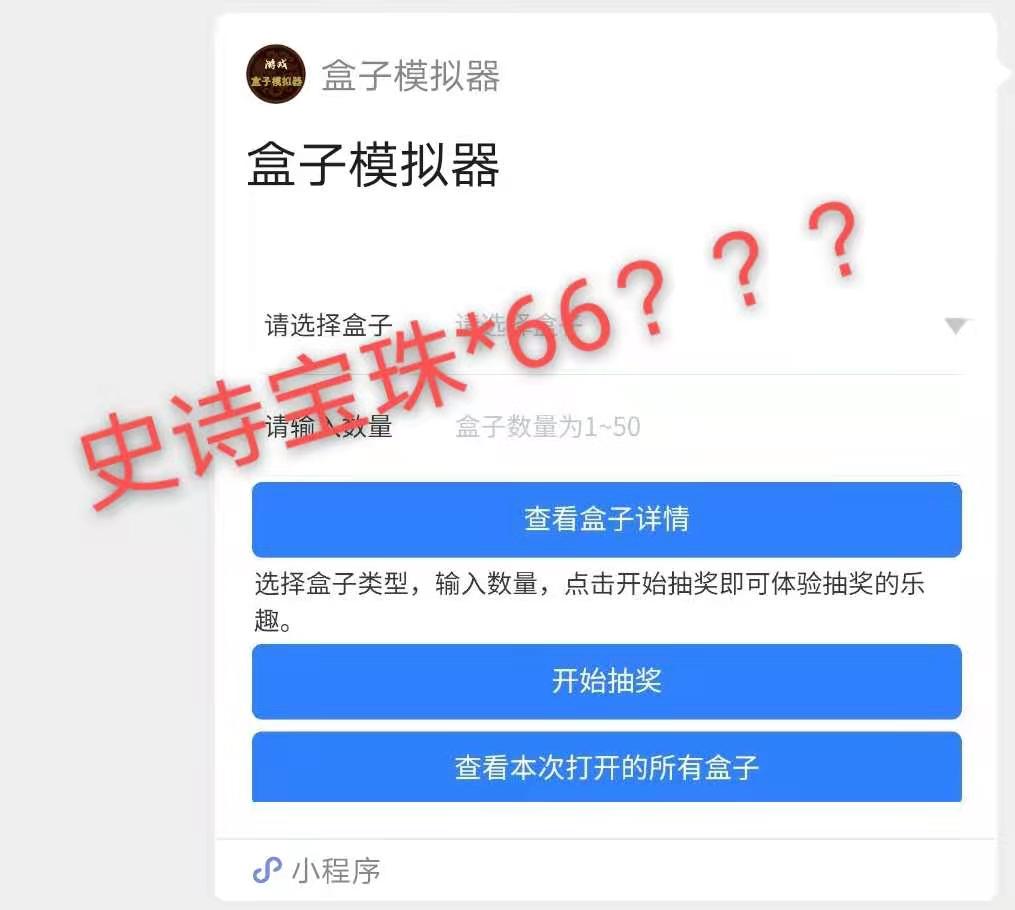 游戏
盒子模拟器
盒子模拟器
盒子模拟器
史诗宝珠*66？？？
请选择盒子 请选择盒子
请输入数量 盒子数量为1~50
查看盒子详情
选择盒子类型，输入数量，点击开始抽奖即可体验抽奖的乐
趣。
开始抽奖
查看本次打开的所有盒子
小程序